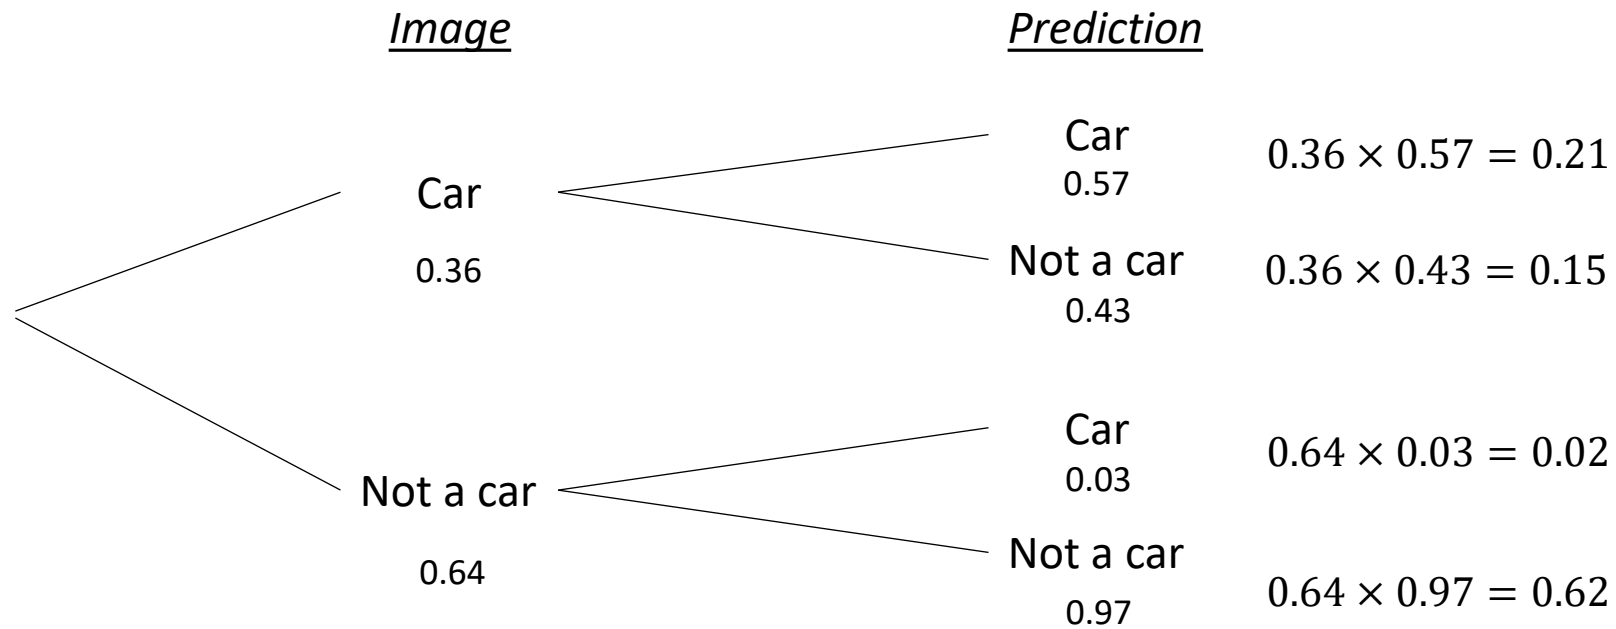 Image Prediction
Car
0.57
0.36 × 0.57 = 0.21
Car
0.36
Not a car
0.43
0.36 × 0.43 = 0.15
Car
0.03
0.64 × 0.03 = 0.02
Not a car
0.64
Not a car
0.97
0.64 × 0.97 = 0.62